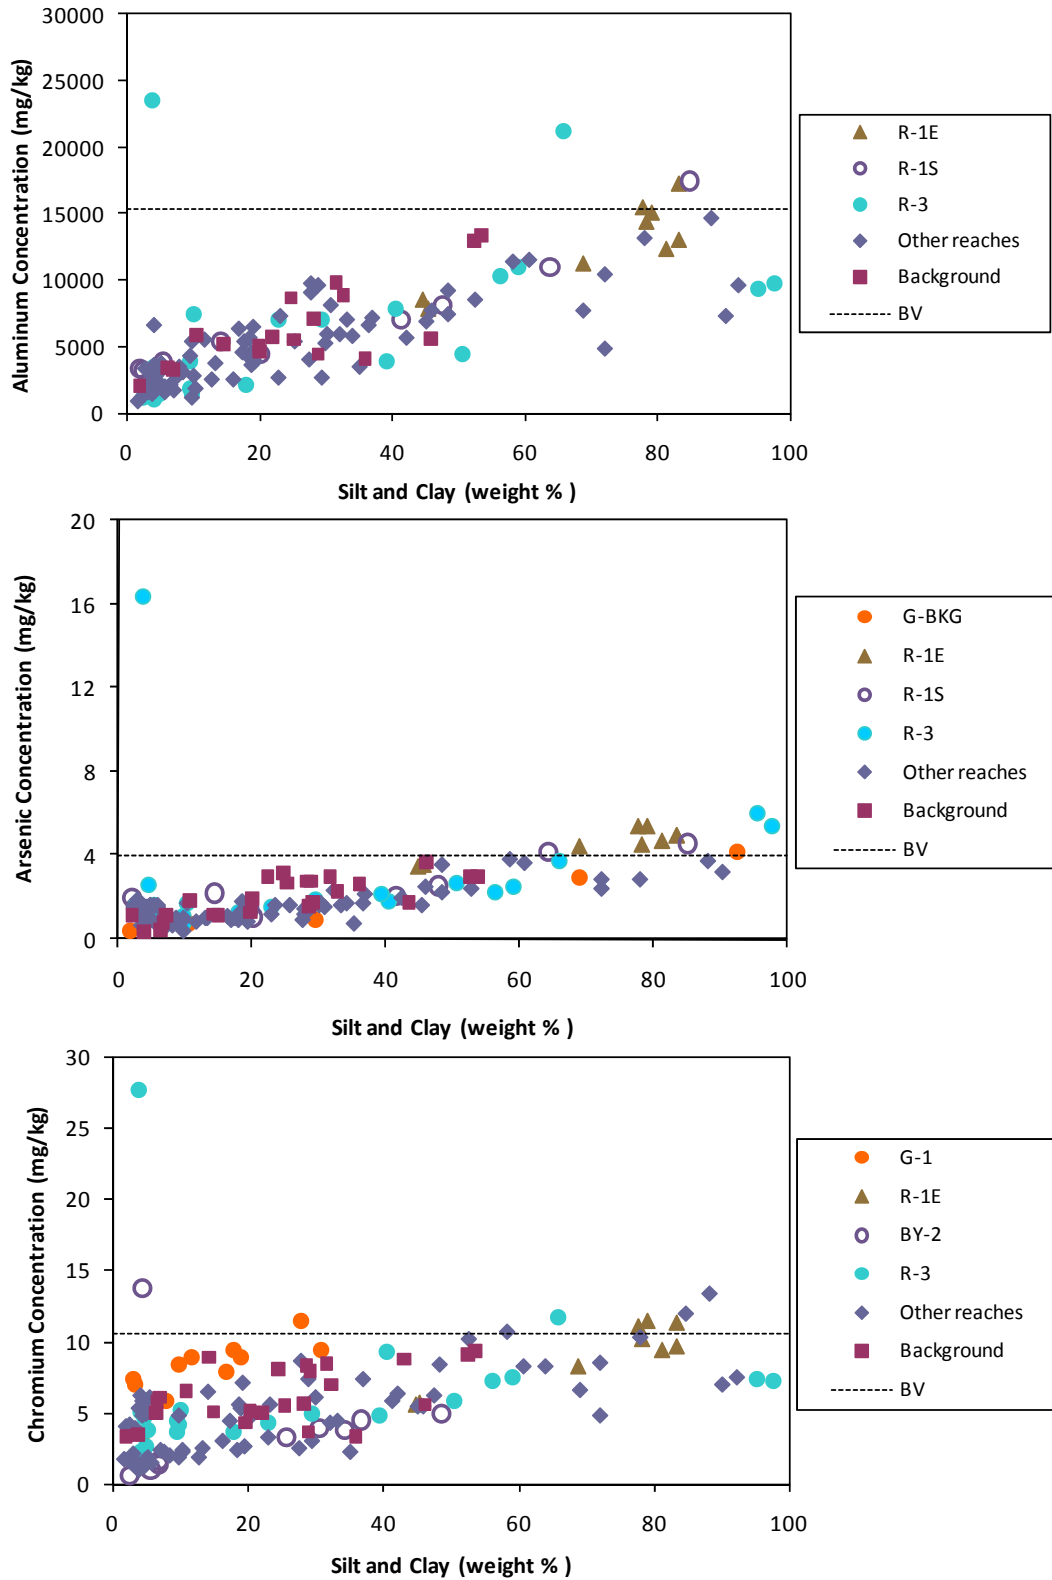 30000
25000
20000
15000
10000
5000
0
Aluminum Concentration (mg/kg)
0 20 40 60 80 100
Silt and Clay (weight % )
R-1E
R-1S
R-3
Other reaches
Background
BV
20
16
12
8
4
0
Arsenic Concentration (mg/kg)
0 20 40 60 80 100
Silt and Clay (weight % )
G-BKG
R-1E
R-1S
R-3
Other reaches
Background
BV
30
25
20
15
10
5
0
Chromium Concentration (mg/kg)
0 20 40 60 80 100
Silt and Clay (weight % )
G-1
R-1E
BY-2
R-3
Other reaches
Background
BV